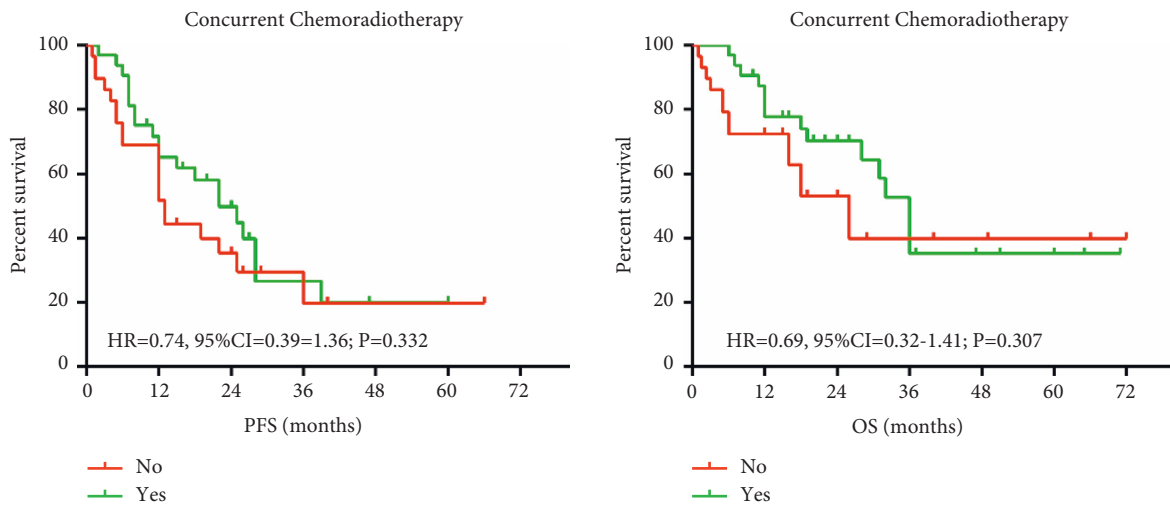 Concurrent Chemoradiotherapy
100
80
60
40
20
0
Percent survival
HR=0.74, 95%CI=0.39=1.36; P=0.332
0 12 24 36 48 60 72
PFS (months)
No
Yes
Concurrent Chemoradiotherapy
100
80
60
40
20
0
Percent survival
HR=0.69, 95%CI=0.32-1.41; P=0.307
0 12 24 36 48 60 72
OS (months)
No
Yes